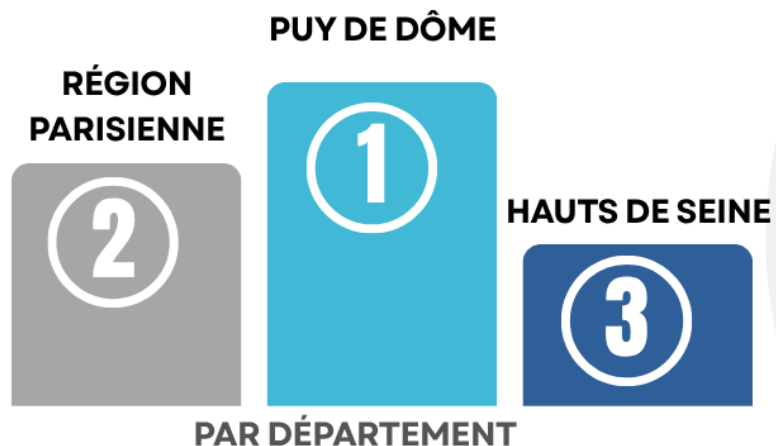 PUY DE DÔME
1
RÉGION
PARISIENNE
2
HAUTS DE SEINE
3
PAR DÉPARTEMENT